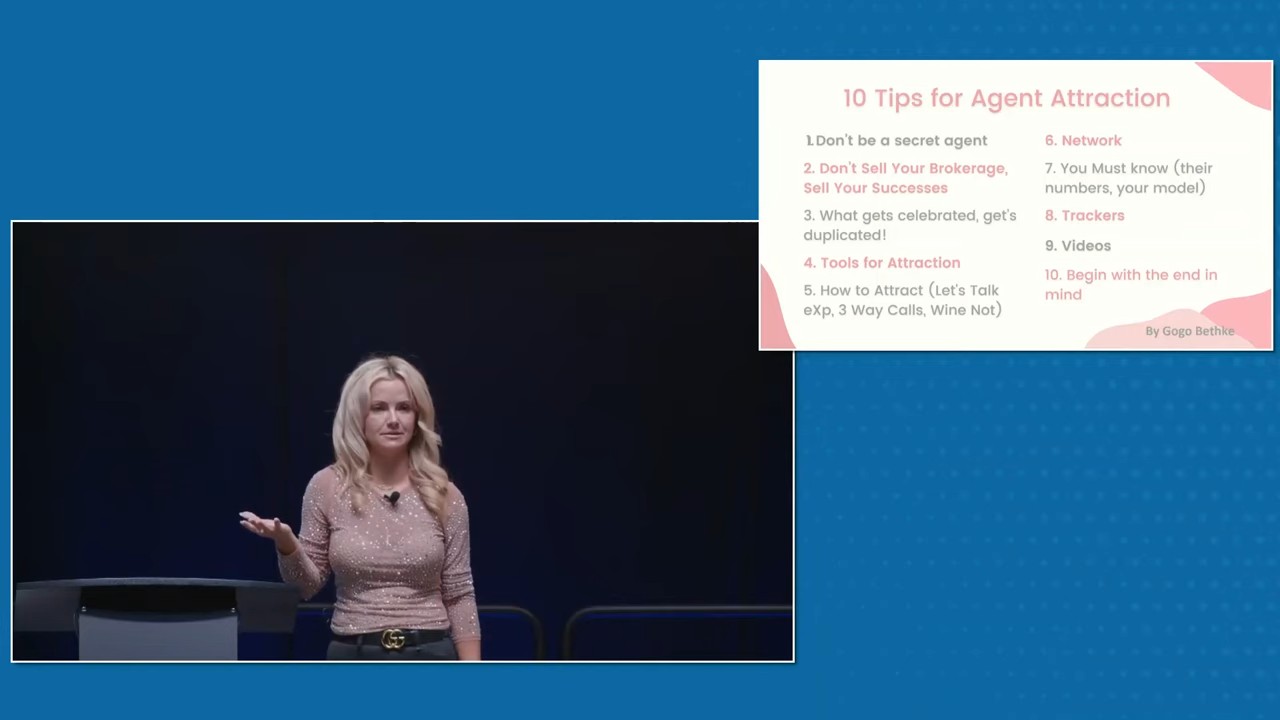 10 Tips for Agent Attraction
1. Don't be a secret agent
2. Don't Sell Your Brokerage,
Sell Your Successes
3. What gets celebrated, get's
duplicated!
4. Tools for Attraction
5. How to Attract (Let's Talk
eXp, 3 Way Calls, Wine Not)
6. Network
7. You Must know (their
numbers, your model)
8. Trackers
9. Videos
10. Begin with the end in
mind
By Gogo Bethke